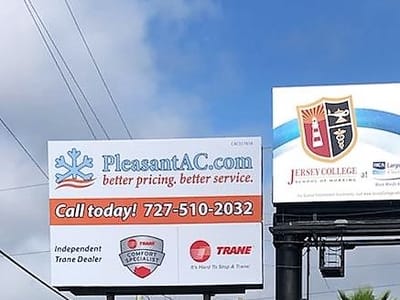 PleasantAC.com
better pricing. better service.
Call today! 727-510-2032
Independent
Trane Dealer
TRANE
COMFORT
SPECIALIST
TRANE
It's Hard To Stop A Trane.
JERSEY COLLEGE
SCHOOL OF NURSING
at